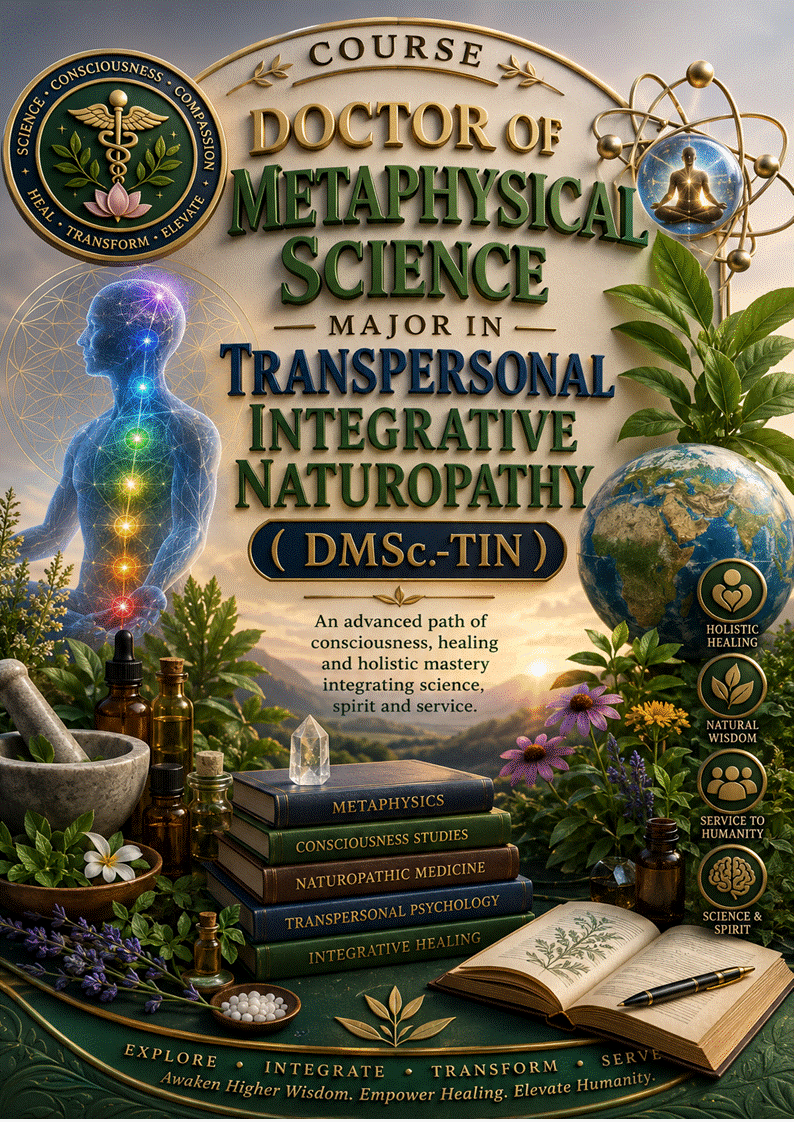 COURSE
SCIENCE • CONSCIOUSNESS • COMPASSION
HEAL • TRANSFORM • ELEVATE
DOCTOR OF
METAPHYSICAL
SCIENCE
MAJOR IN
TRANSPERSONAL
INTEGRATIVE
NATUROPATHY
( DMSc.-TIN )
An advanced path of
consciousness, healing
and holistic mastery
integrating science,
spirit and service.
HOLISTIC
HEALING
NATURAL
WISDOM
SERVICE TO
HUMANITY
SCIENCE &
SPIRIT
METAPHYSICS
CONSCIOUSNESS STUDIES
NATUROPATHIC MEDICINE
TRANSPERSONAL PSYCHOLOGY
INTEGRATIVE HEALING
EXPLORE • INTEGRATE • TRANSFORM • SERVE
Awaken Higher Wisdom. Empower Healing. Elevate Humanity.